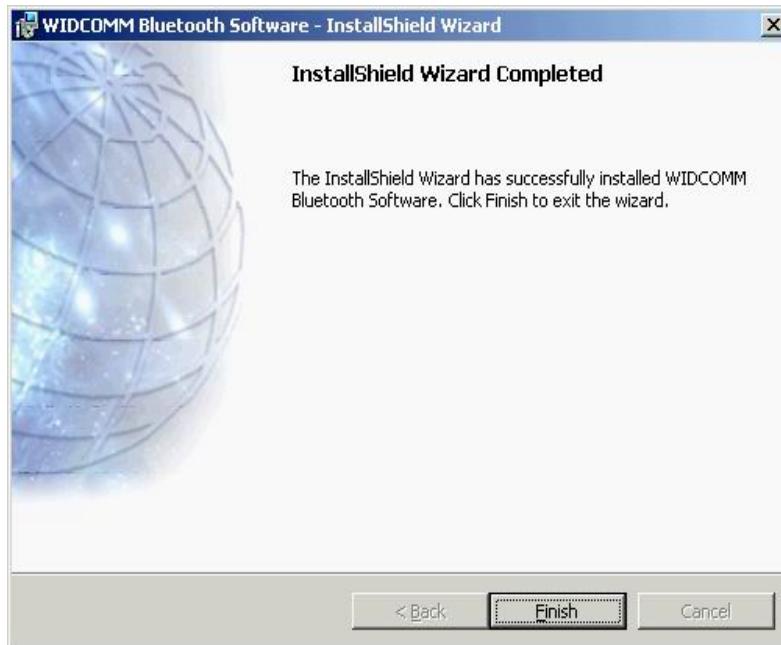 WIDCOMM Bluetooth Software - InstallShield Wizard
InstallShield Wizard Completed
The InstallShield Wizard has successfully installed WIDCOMM
Bluetooth Software. Click Finish to exit the wizard.
< Back Finish Cancel